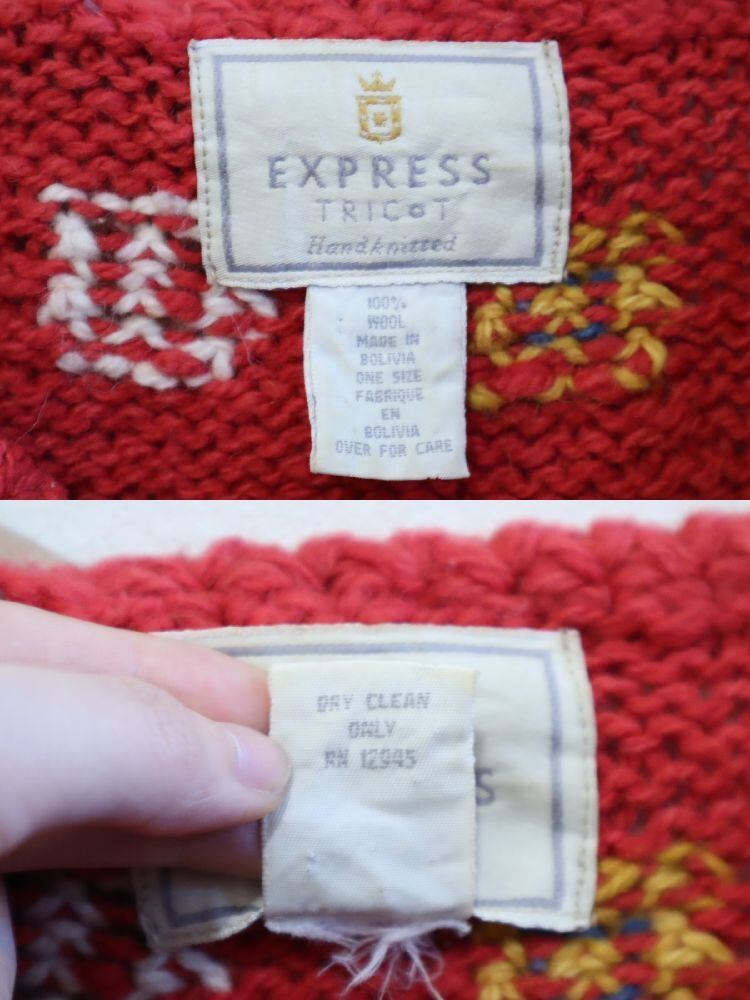 EXPRESS
TRICOT
Handknitted
100%
WOOL
MADE IN
BOLIVIA
ONE SIZE
FABRIQUE
EN
BOLIVIA
OVER FOR CARE
DRY CLEAN
ONLY
RN 12945
S